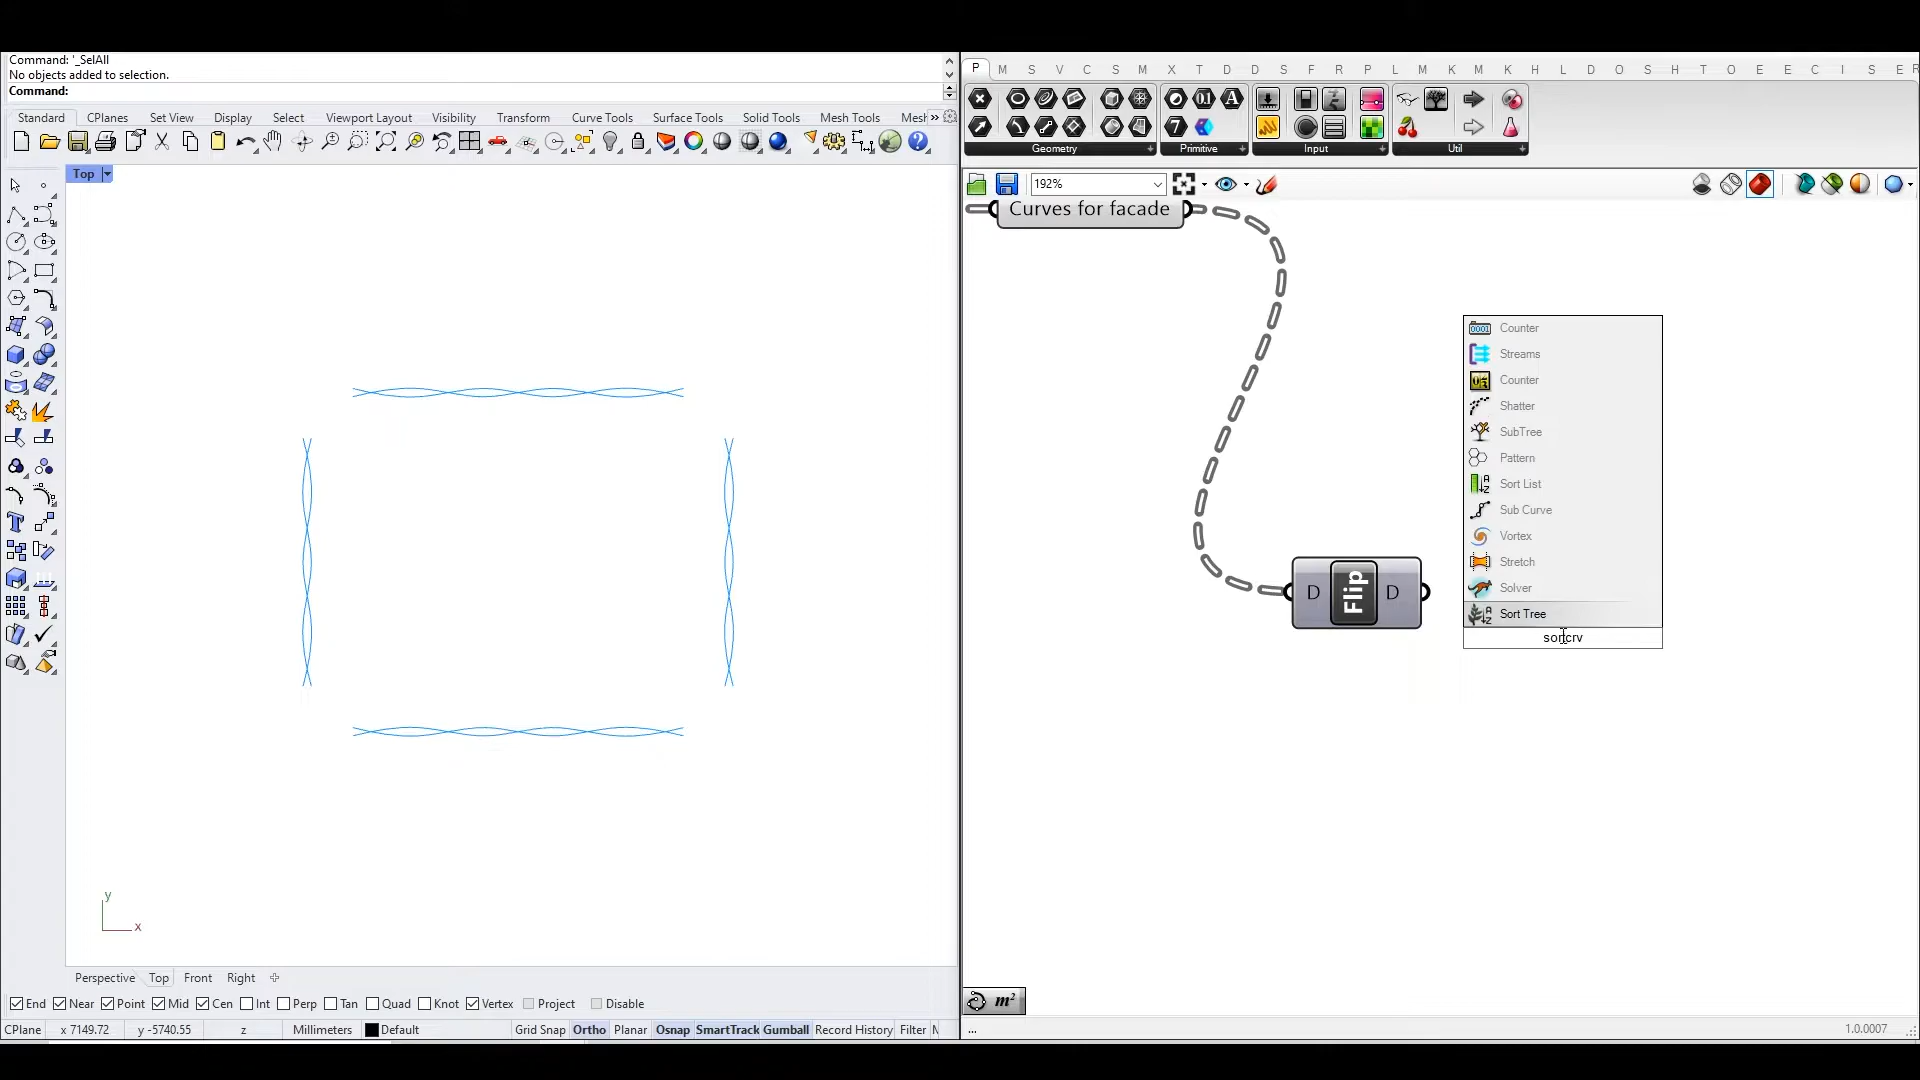 Command: '_SelAll
No objects added to selection.
Command:
Standard CPlanes Set View Display Select Viewport Layout Visibility Transform Curve Tools Surface Tools Solid Tools Mesh Tools Mesh »
Top
y
x
Perspective Top Front Right
End Near Point Mid Cen Int Perp Tan Quad Knot Vertex Project Disable
CPlane x 7149.72 y -5740.55 z Millimeters Default Grid Snap Ortho Planar Osnap SmartTrack Gumball Record History Filter M
P M S V C S M X T D D S F R P L M K M K H L D O S H T O E E C I S E R
Geometry Primitive Input Util
192%
Curves for facade
D Flip D
Counter
Streams
Counter
Shatter
SubTree
Pattern
Sort List
Sub Curve
Vortex
Stretch
Solver
Sort Tree
sortcrv
m²
...
1.0.0007